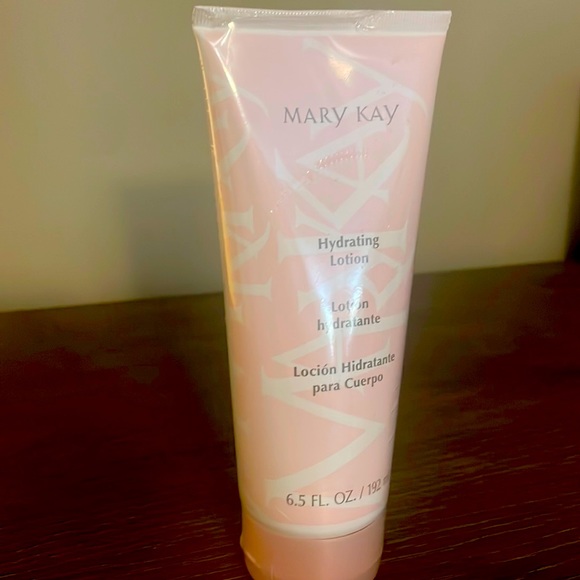 MARY KAY
Hydrating
Lotion
Lotion
hydratante
Loción Hidratante
para Cuerpo
6.5 FL. OZ. / 192